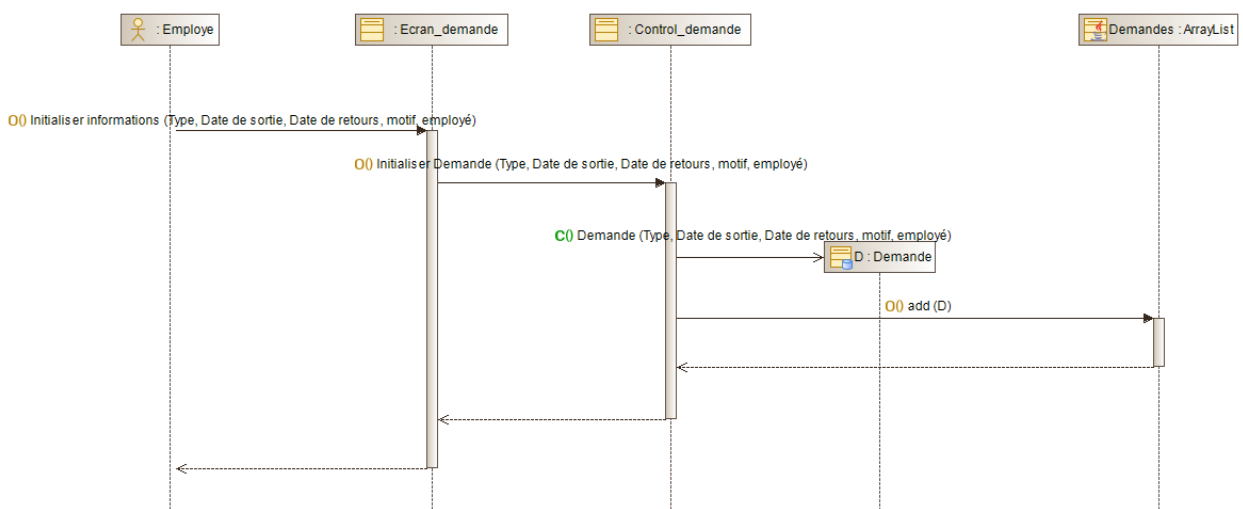 : Employe
: Ecran_demande
: Control_demande
Demandes : ArrayList
O() Initialiser informations (Type, Date de sortie, Date de retours, motif, employé)
O() Initialiser Demande (Type, Date de sortie, Date de retours, motif, employé)
C() Demande (Type, Date de sortie, Date de retours, motif, employé)
D : Demande
O() add (D)